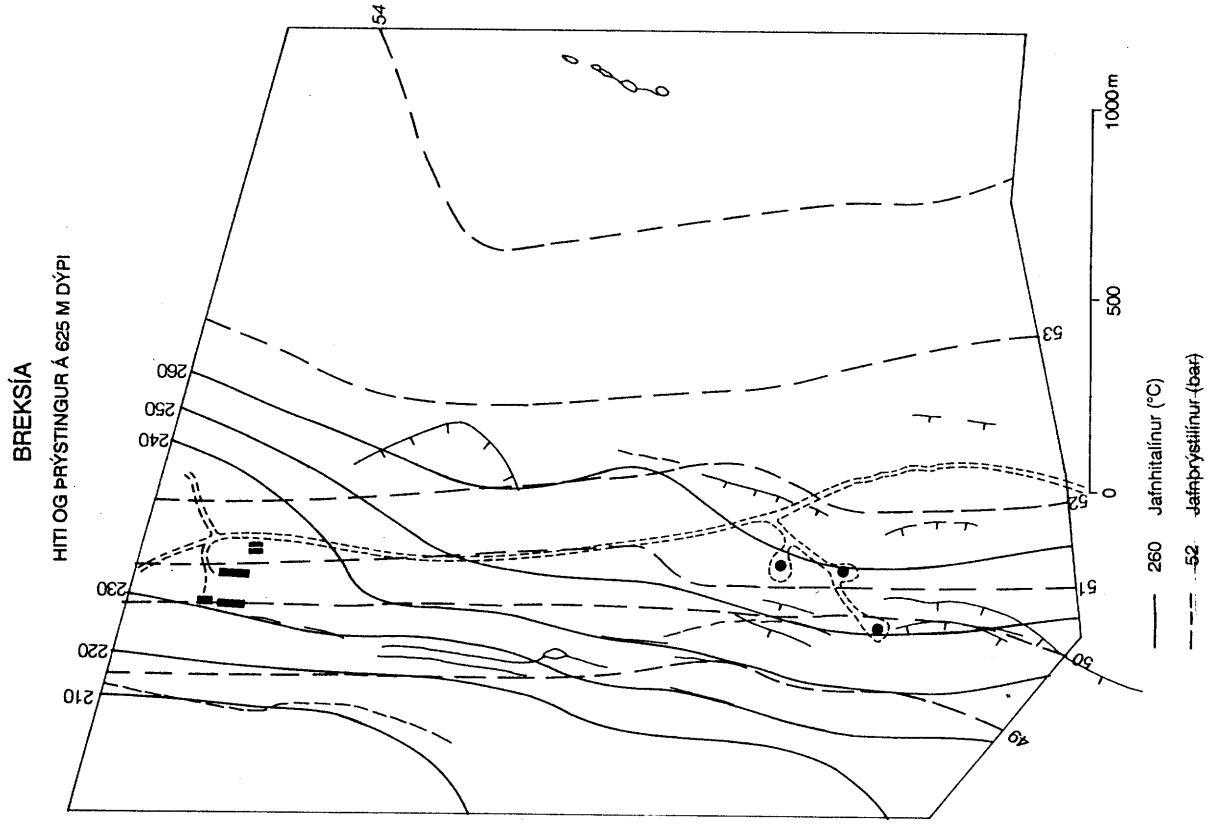 BREKSÍA
HITI OG ÞRÝSTINGUR Á 625 M DÝPI
54
260
250
240
230
220
210
53
52
51
50
49
0
500
1000 m
260 Jafnhitalínur (°C)
52 Jafnþrýstilínur (bar)